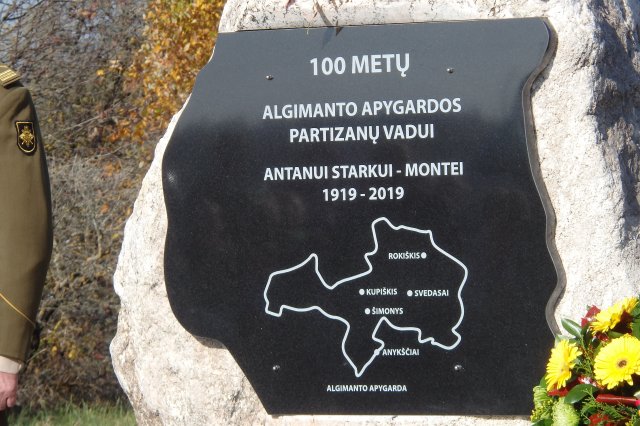 100 METŲ
ALGIMANTO APYGARDOS
PARTIZANŲ VADUI
ANTANUI STARKUI - MONTEI
1919 - 2019
ROKIŠKIS
KUPIŠKIS
SVEDASAI
ŠIMONYS
ANYKŠČIAI
ALGIMANTO APYGARDA